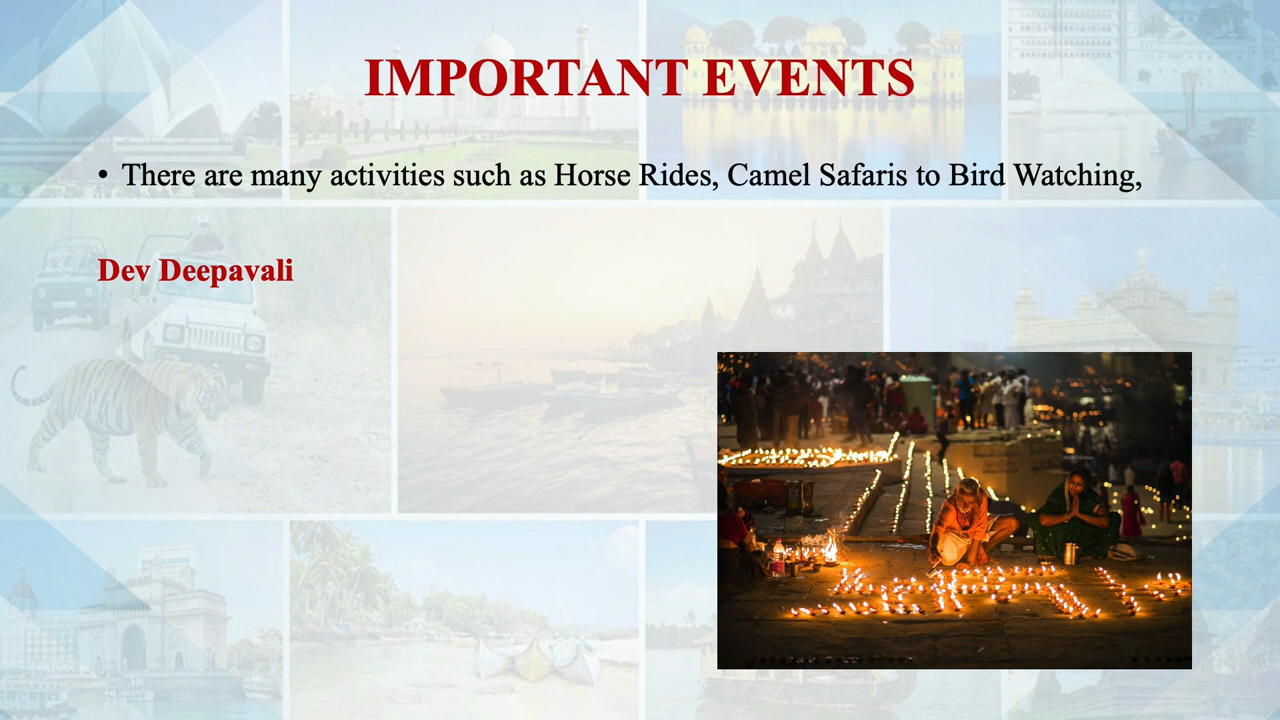 IMPORTANT EVENTS
• There are many activities such as Horse Rides, Camel Safaris to Bird Watching,
Dev Deepavali